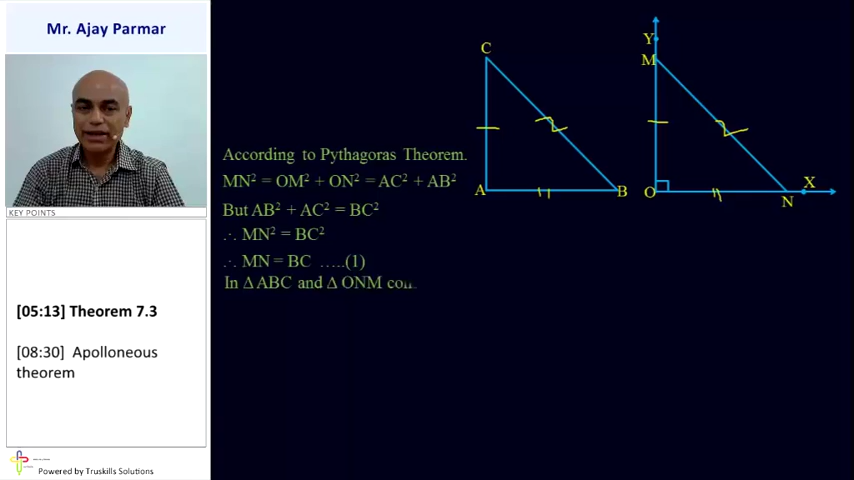 Mr. Ajay Parmar
KEY POINTS
[05:13] Theorem 7.3
[08:30] Apolloneous
theorem
Powered by Truskills Solutions
According to Pythagoras Theorem.
MN² = OM² + ON² = AC² + AB²
But AB² + AC² = BC²
∴ MN² = BC²
∴ MN = BC .....(1)
In Δ ABC and Δ ONM
C
A
B
Y
M
O
N
X